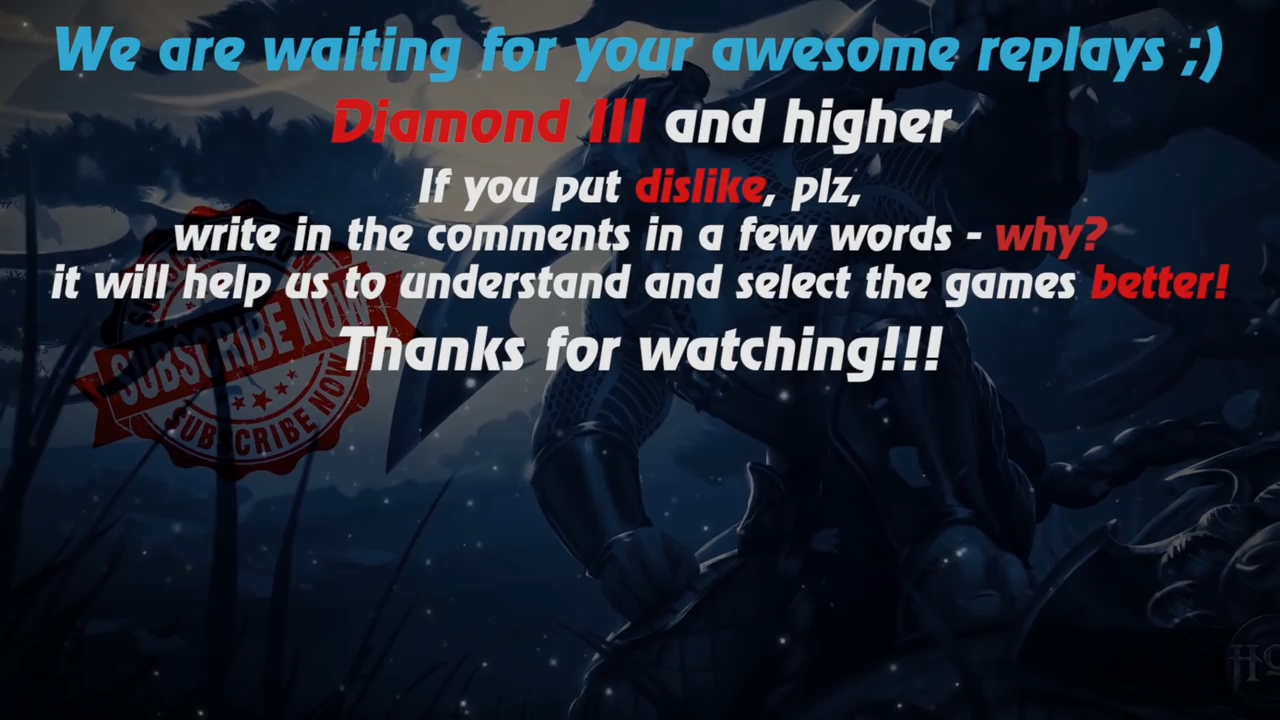 We are waiting for your awesome replays ;)
Diamond III and higher
If you put dislike, plz,
write in the comments in a few words - why?
it will help us to understand and select the games better!
Thanks for watching!!!
SUBSCRIBE NOW
SUBSCRIBE NOW